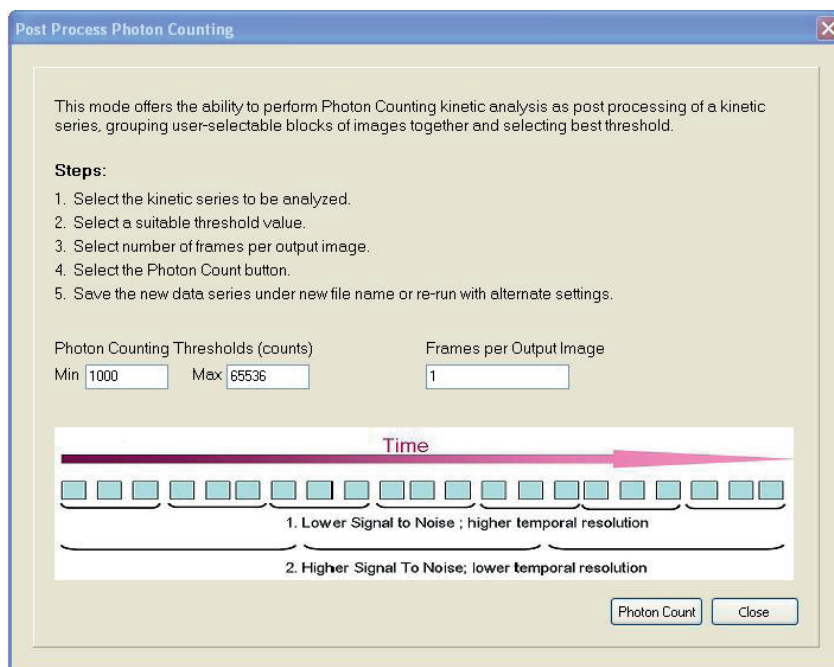 Post Process Photon Counting
This mode offers the ability to perform Photon Counting kinetic analysis as post processing of a kinetic
series, grouping user-selectable blocks of images together and selecting best threshold.
Steps:
1. Select the kinetic series to be analyzed.
2. Select a suitable threshold value.
3. Select number of frames per output image.
4. Select the Photon Count button.
5. Save the new data series under new file name or re-run with alternate settings.
Photon Counting Thresholds (counts) Frames per Output Image
Min 1000 Max 65536 1
Time
1. Lower Signal to Noise ; higher temporal resolution
2. Higher Signal To Noise; lower temporal resolution
Photon Count Close